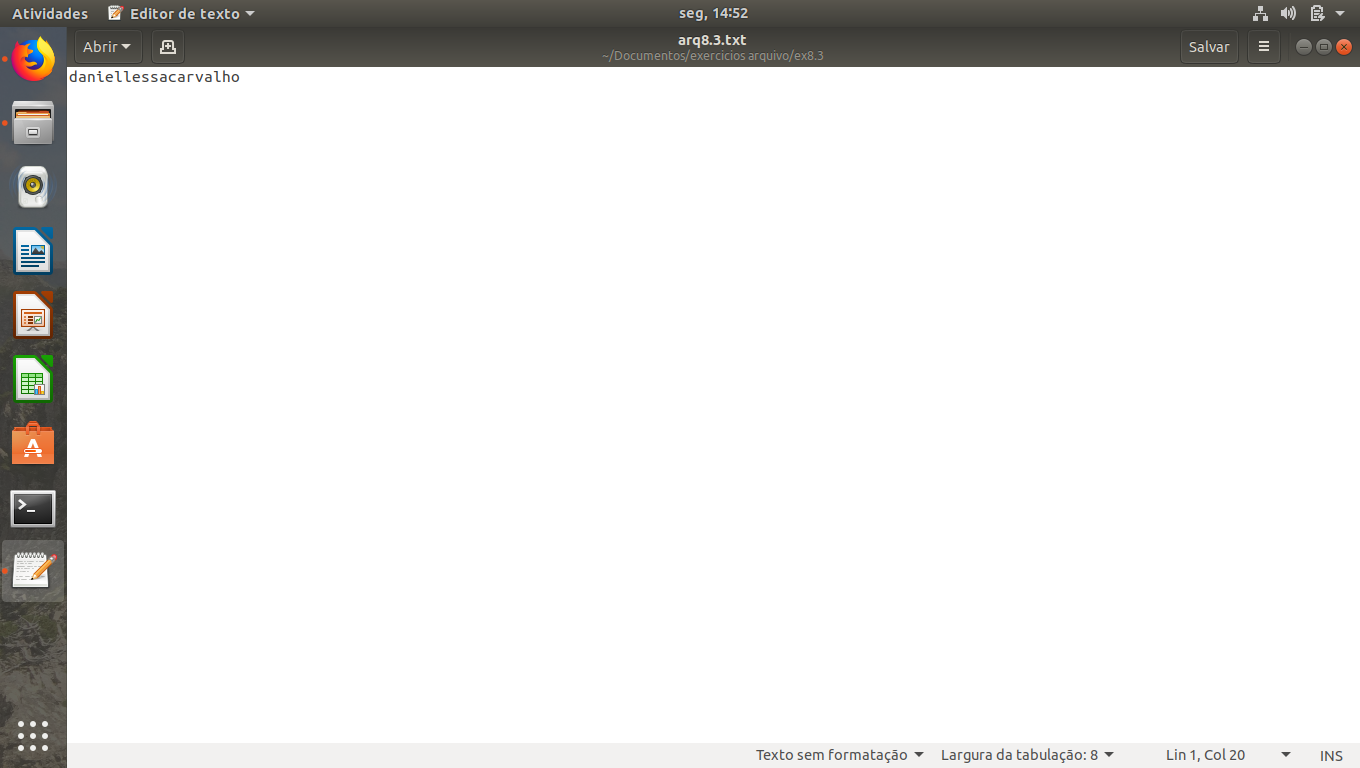 Atividades Editor de texto seg, 14:52
Abrir arq8.3.txt Salvar
~/Documentos/exercicios arquivo/ex8.3
daniellessacarvalho
Texto sem formatação Largura da tabulação: 8 Lin 1, Col 20 INS